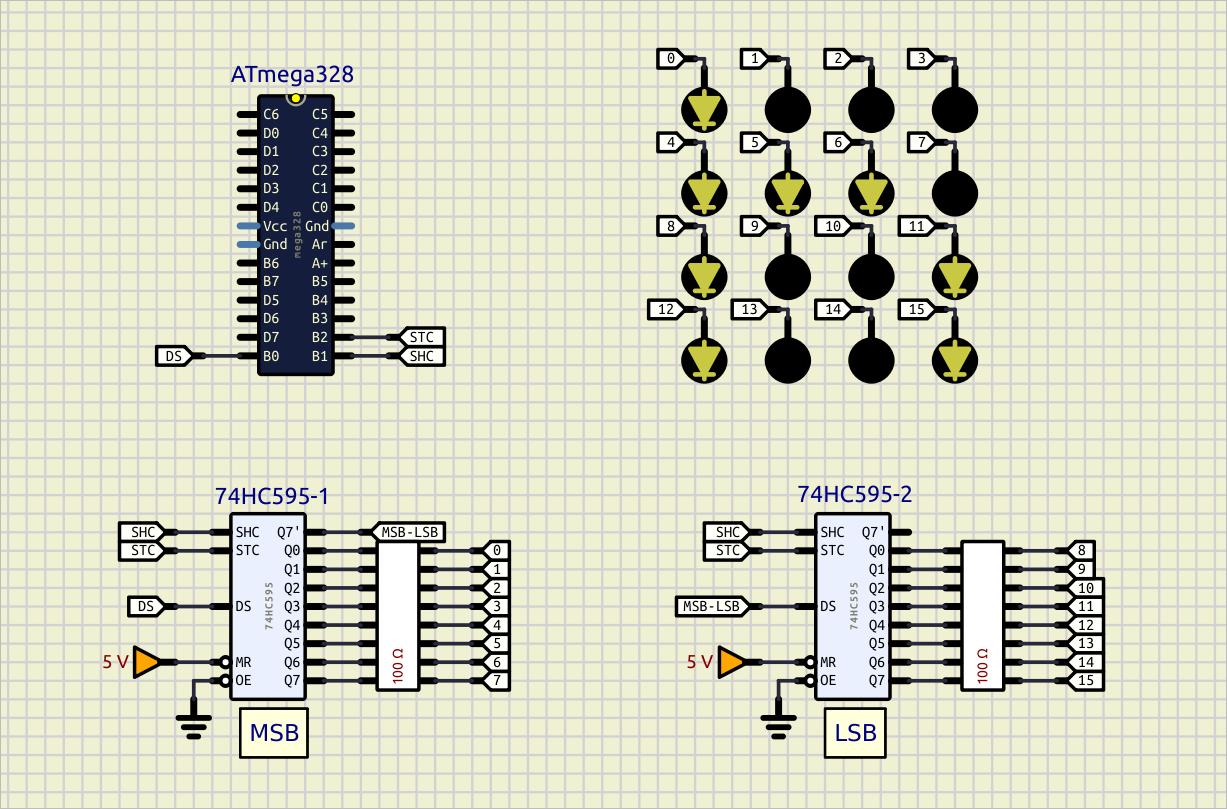 ATmega328
C6 C5
D0 C4
D1 C3
D2 C2
D3 C1
D4 C0
Vcc Gnd
Gnd Ar
B6 A+
B7 B5
D5 B4
D6 B3
D7 B2 STC
DS B0 B1 SHC
mega328
0 1 2 3
4 5 6 7
8 9 10 11
12 13 14 15
74HC595-1
SHC SHC Q7' MSB-LSB
STC STC Q0 0
Q1 1
Q2 2
DS DS Q3 3
Q4 4
Q5 5
5 V MR Q6 6
OE Q7 7
74HC595
100 Ω
MSB
74HC595-2
SHC SHC Q7'
STC STC Q0 8
Q1 9
Q2 10
MSB-LSB DS Q3 11
Q4 12
Q5 13
5 V MR Q6 14
OE Q7 15
74HC595
100 Ω
LSB